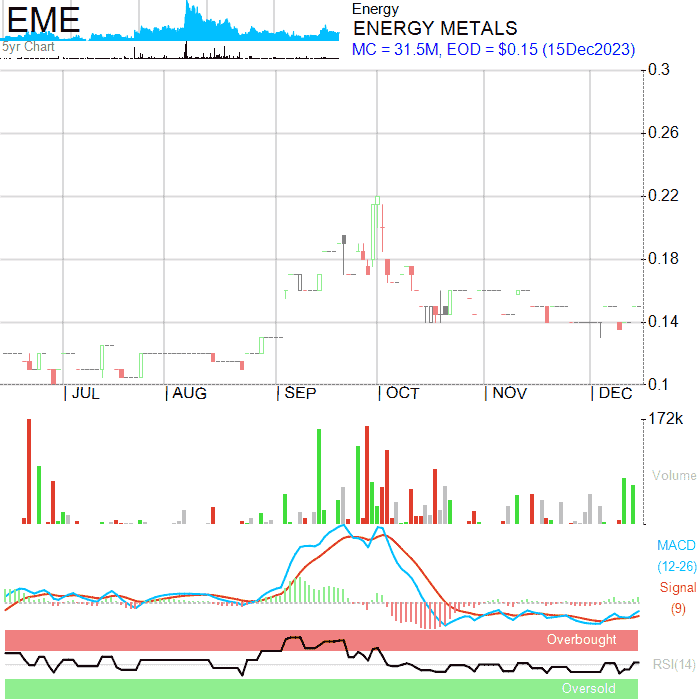 EME
5yr Chart
Energy
ENERGY METALS
MC = 31.5M, EOD = $0.15 (15Dec2023)
0.3
0.26
0.22
0.18
0.14
0.1
JUL AUG SEP OCT NOV DEC
172k
Volume
MACD
(12-26)
Signal
(9)
Overbought
RSI(14)
Oversold